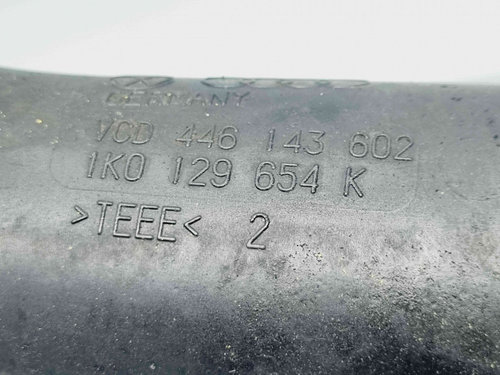 GERMANY
VCD 446 143 602
1K0 129 654 K
>TEEE< 2